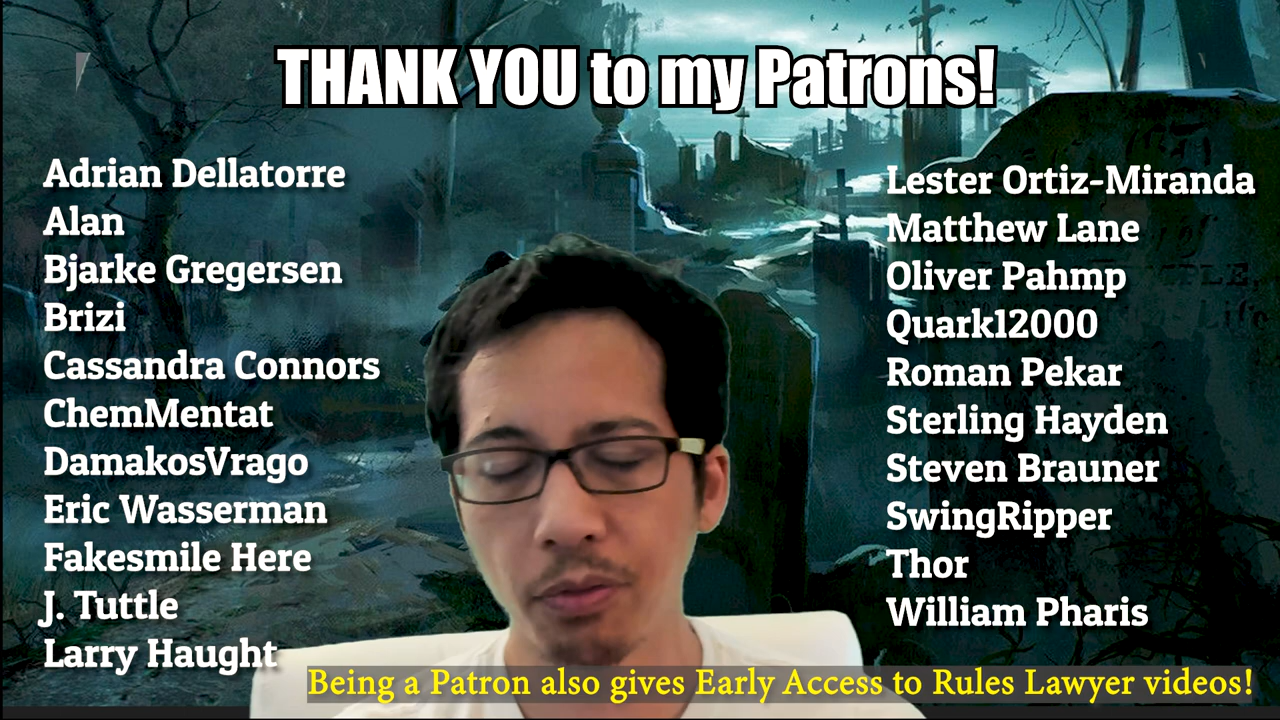 THANK YOU to my Patrons!
Adrian Dellatorre
Alan
Bjarke Gregersen
Brizi
Cassandra Connors
ChemMentat
DamakosVrago
Eric Wasserman
Fakesmile Here
J. Tuttle
Larry Haught
Lester Ortiz-Miranda
Matthew Lane
Oliver Pahmp
Quark12000
Roman Pekar
Sterling Hayden
Steven Brauner
SwingRipper
Thor
William Pharis
Being a Patron also gives Early Access to Rules Lawyer videos!